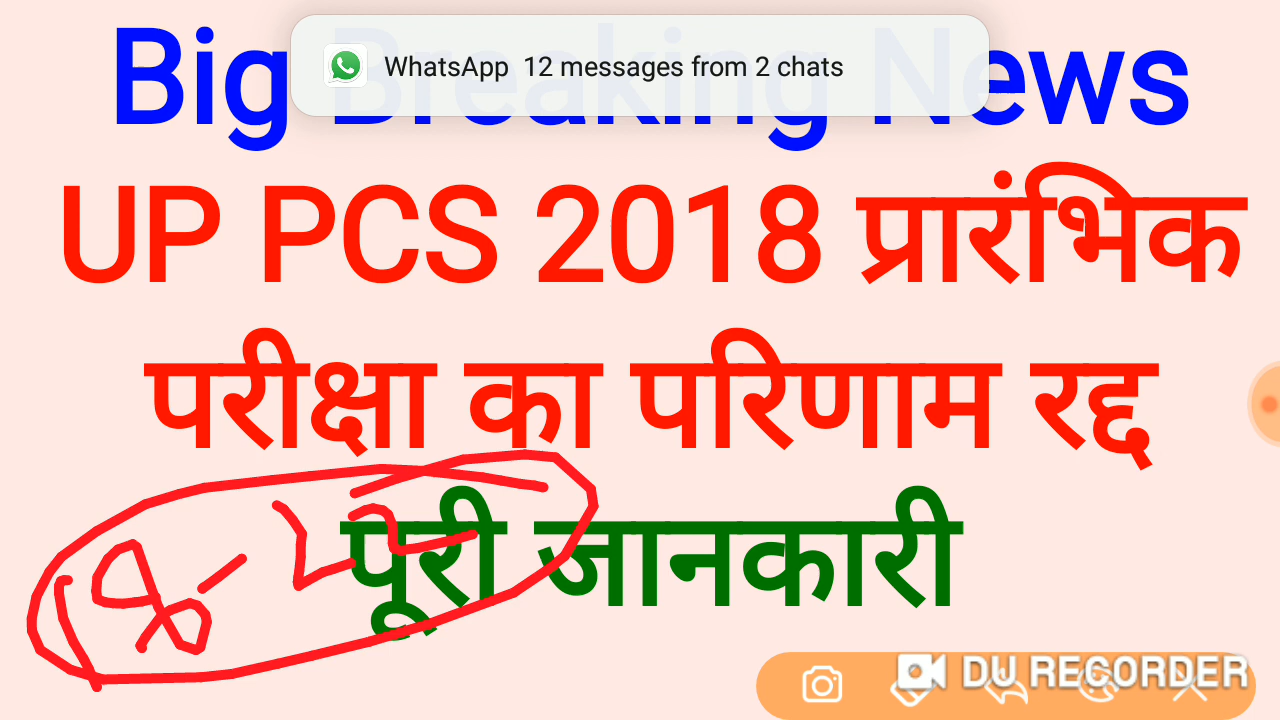 WhatsApp 12 messages from 2 chats
Big Breaking News
UP PCS 2018 प्रारंभिक
परीक्षा का परिणाम रद्द
पूरी जानकारी
DU RECORDER